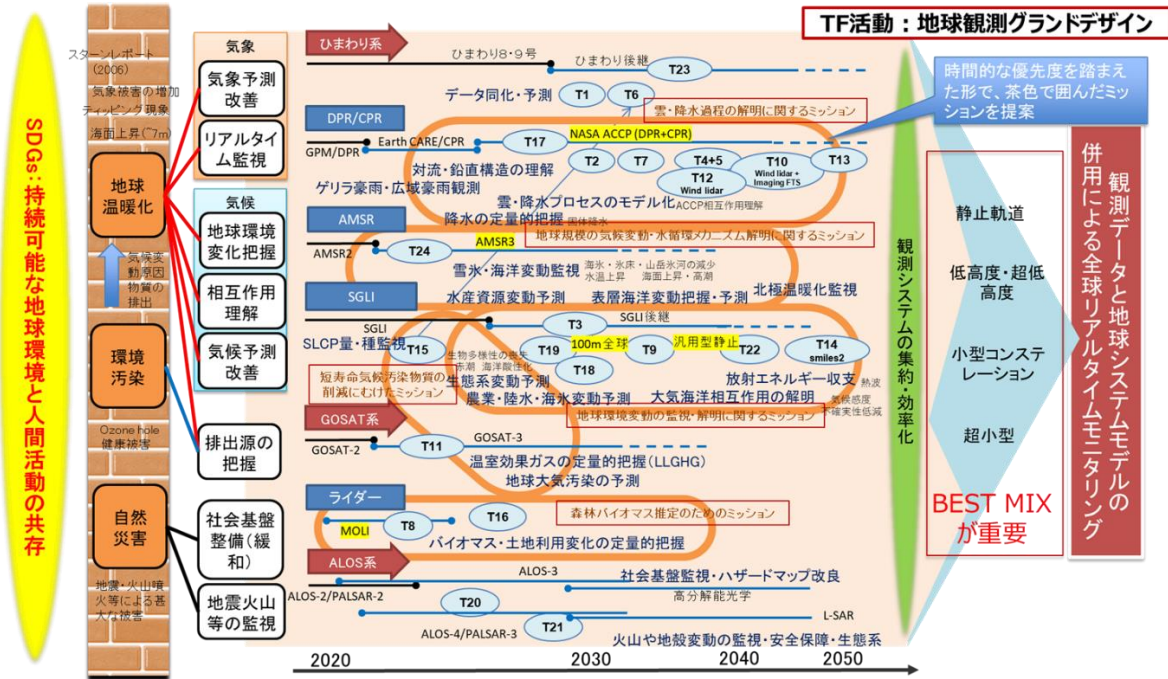 TF活動：地球観測グランドデザイン
SDGs：持続可能な地球環境と人間活動の共存
スターンレポート
(2006)
気象被害の増加
ティッピング現象
海面上昇(~7m)
地球
温暖化
気候変
動原因
物質の
排出
環境
汚染
Ozone hole
健康被害
自然
災害
地震・火山噴
火等による甚
大な被害
気象
気象予測
改善
リアルタイ
ム監視
気候
地球環境
変化把握
相互作用
理解
気候予測
改善
排出源の
把握
社会基盤
整備(緩
和)
地震火山
等の監視
ひまわり系
ひまわり8・9号
ひまわり後継
T23
データ同化・予測
T1
T6
雲・降水過程の解明に関するミッション
DPR/CPR
GPM/DPR
Earth CARE/CPR
T17
NASA ACCP (DPR+CPR)
対流・鉛直構造の理解
T2
T7
T4+5
T12
Wind lidar
T10
Wind lidar +
Imaging FTS
T13
ゲリラ豪雨・広域豪雨観測
雲・降水プロセスのモデル化
ACCP相互作用理解
AMSR
降水の定量的把握
固体降水
AMSR2
T24
AMSR3
地球規模の気候変動・水循環メカニズム解明に関するミッション
雪氷・海洋変動監視
海氷・氷床・山岳氷河の減少
水温上昇 海面上昇・高潮
SGLI
水産資源変動予測
表層海洋変動把握・予測
北極温暖化監視
SGLI
SGLI後継
T3
SLCP量・種監視
T15
生物多様性の喪失
赤潮 海洋酸性化
T19
100m全球
T9
汎用型静止
T22
T14
smiles2
T18
短寿命気候汚染物質の
削減にむけたミッション
生態系変動予測
放射エネルギー収支
熱波
農業・陸水・海氷変動予測
大気海洋相互作用の解明
気候感度
不確実性低減
GOSAT系
地球環境変動の監視・解明に関するミッション
GOSAT-2
T11
GOSAT-3
温室効果ガスの定量的把握(LLGHG)
地球大気汚染の予測
ライダー
MOLI
T8
T16
森林バイオマス推定のためのミッション
バイオマス・土地利用変化の定量的把握
ALOS系
ALOS-3
社会基盤監視・ハザードマップ改良
ALOS-2/PALSAR-2
高分解能光学
T20
ALOS-4/PALSAR-3
T21
L-SAR
火山や地殻変動の監視・安全保障・生態系
2020
2030
2040
2050
観測システムの集約・効率化
時間的な優先度を踏まえ
た形で、茶色で囲んだミッ
ションを提案
静止軌道
低高度・超低
高度
小型コンステ
レーション
超小型
BEST MIX
が重要
観測データと地球システムモデルの
併用による全球リアルタイムモニタリング